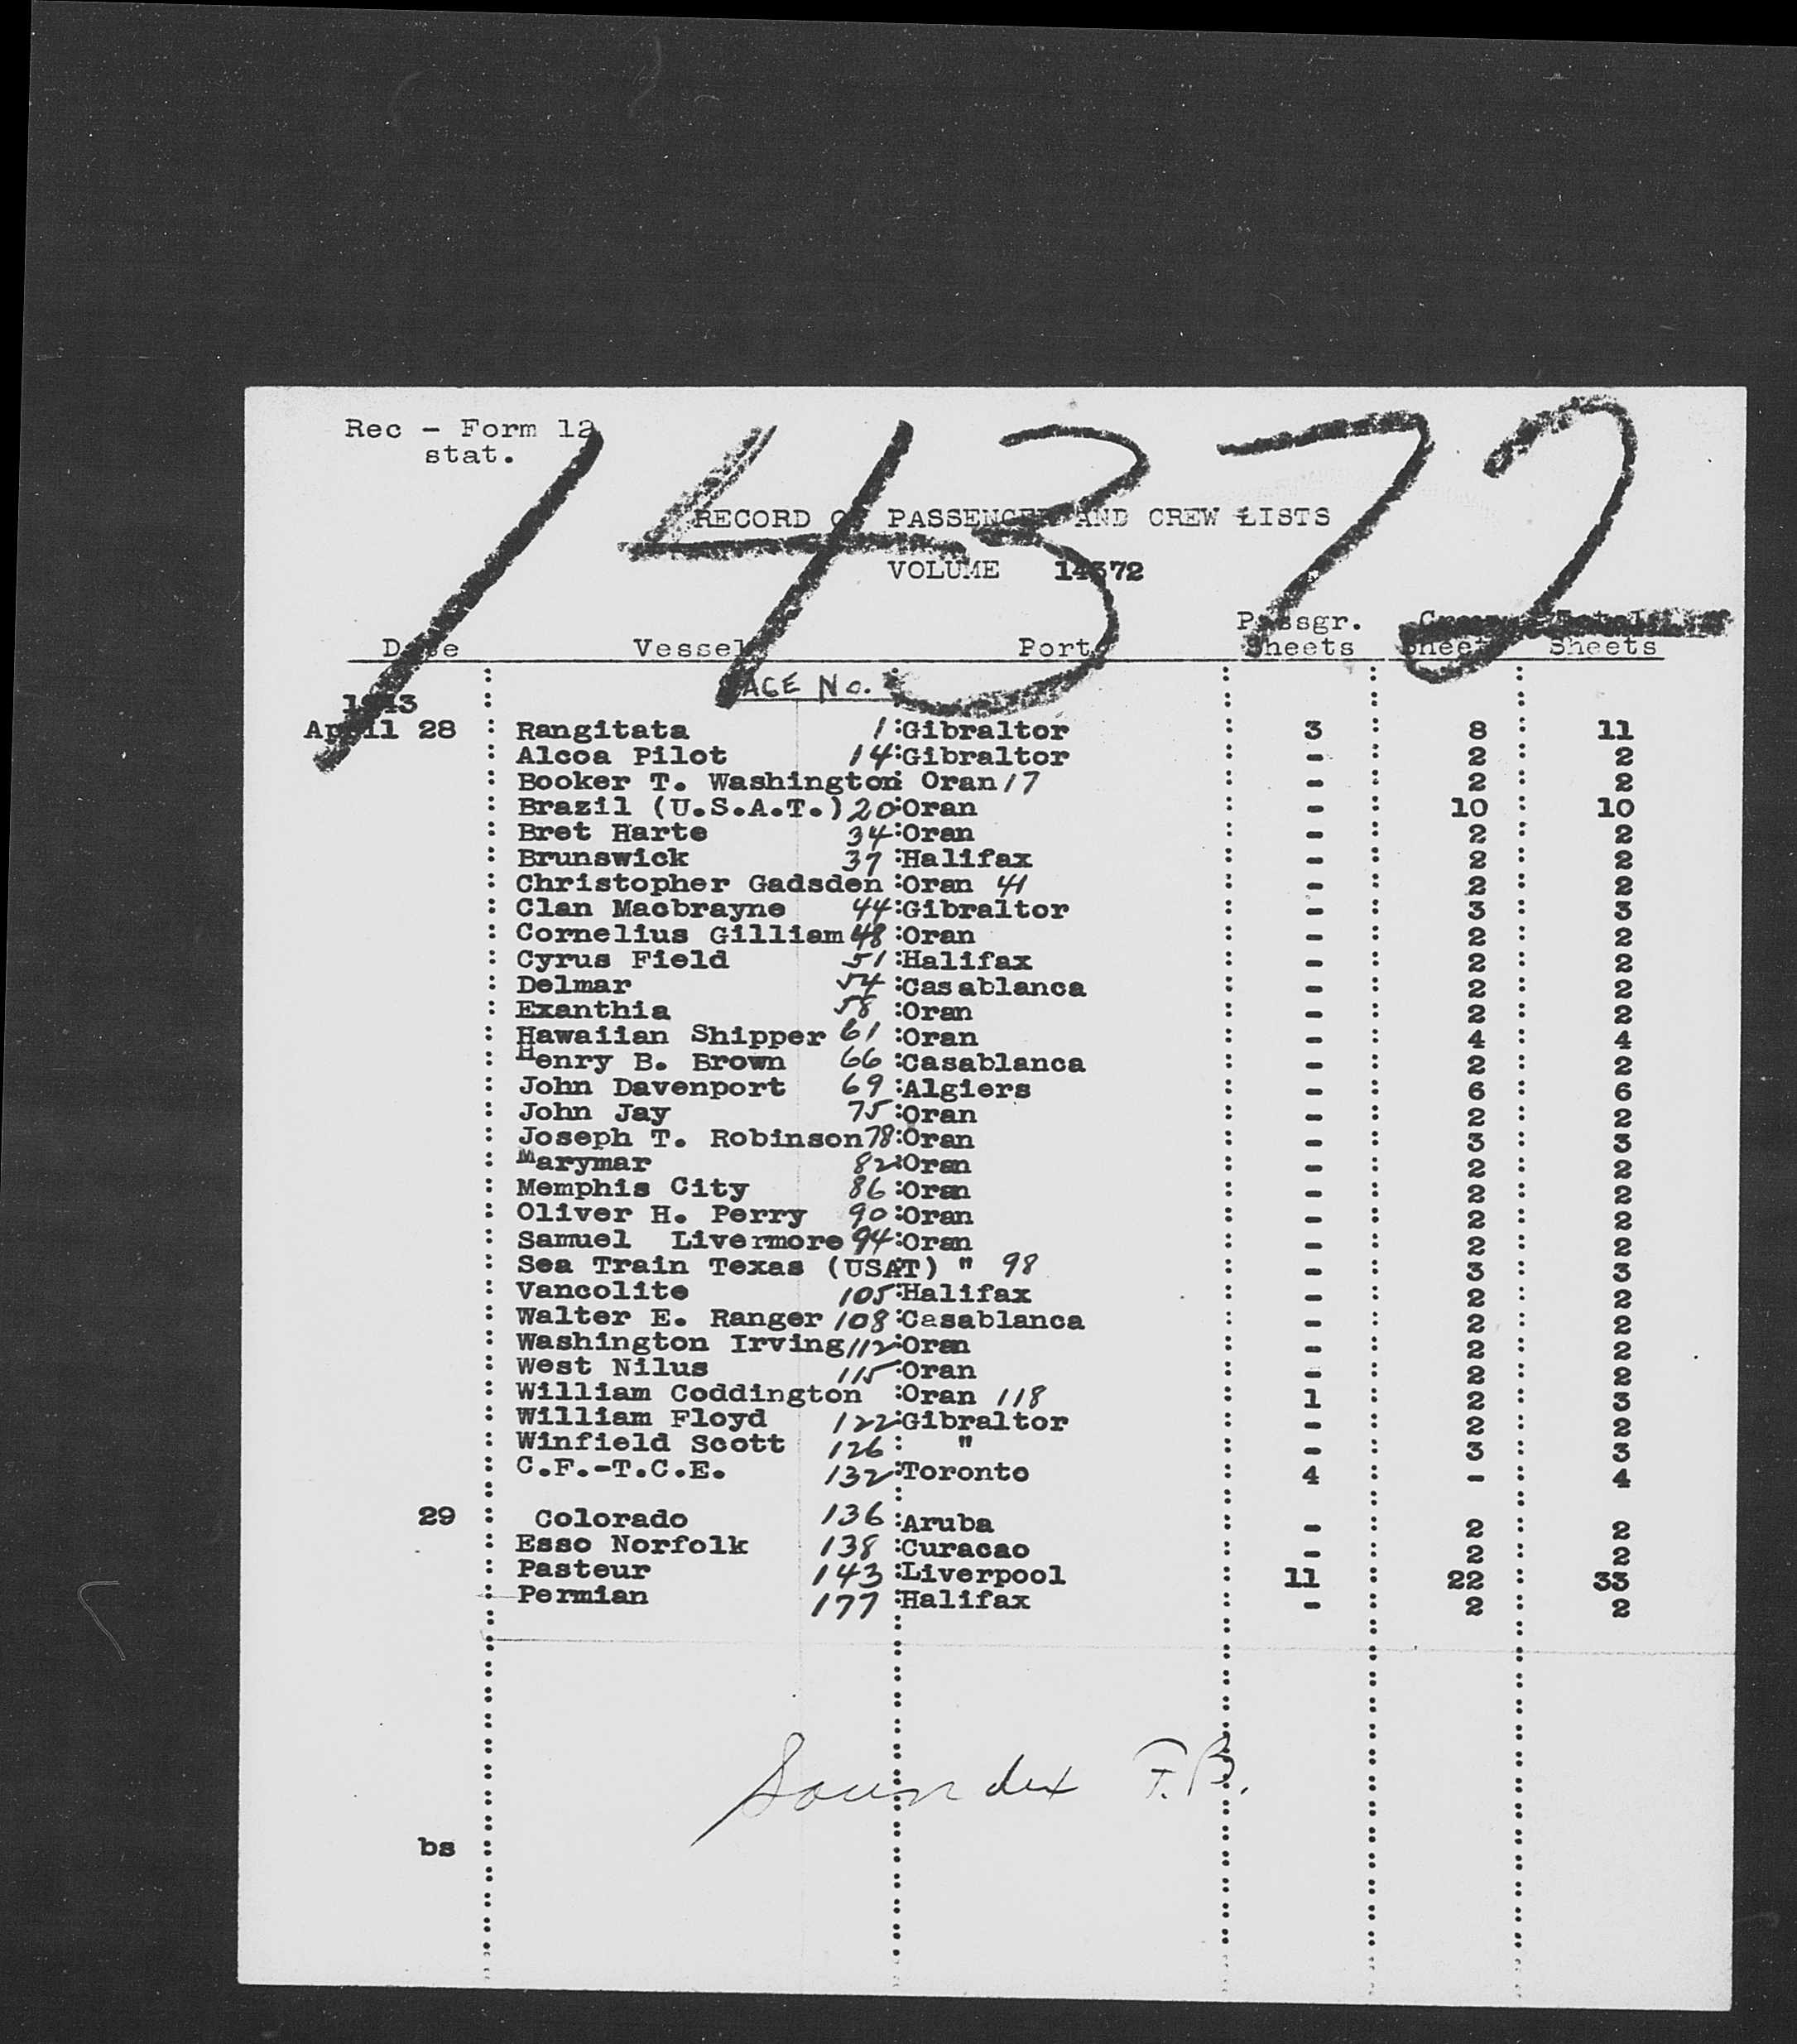 14372
Rec - Form 12
stat.
RECORD OF PASSENGER AND CREW LISTS
VOLUME 14372
Passgr. Crew Total
Date Vessel Port Sheets Sheets Sheets
PAGE No.
1943
April 28 : Rangitata 1 :Gibraltor : 3 : 8 : 11
: Alcoa Pilot 14 :Gibraltor : - : 2 : 2
: Booker T. Washington: Oran 17 : - : 2 : 2
: Brazil (U.S.A.T.) 20 :Oran : - : 10 : 10
: Bret Harte 34 :Oran : - : 2 : 2
: Brunswick 37 :Halifax : - : 2 : 2
: Christopher Gadsden :Oran 41 : - : 2 : 2
: Clan Macbrayne 44 :Gibraltor : - : 3 : 3
: Cornelius Gilliam 48 :Oran : - : 2 : 2
: Cyrus Field 51 :Halifax : - : 2 : 2
: Delmar 54 :Casablanca : - : 2 : 2
: Exanthia 58 :Oran : - : 2 : 2
: Hawaiian Shipper 61 :Oran : - : 4 : 4
: Henry B. Brown 66 :Casablanca : - : 2 : 2
: John Davenport 69 :Algiers : - : 6 : 6
: John Jay 75 :Oran : - : 2 : 2
: Joseph T. Robinson 78 :Oran : - : 3 : 3
: Marymar 82 :Oran : - : 2 : 2
: Memphis City 86 :Oran : - : 2 : 2
: Oliver H. Perry 90 :Oran : - : 2 : 2
: Samuel Livermore 94 :Oran : - : 2 : 2
: Sea Train Texas (USAT) " 98 : - : 3 : 3
: Vancolite 105 :Halifax : - : 2 : 2
: Walter E. Ranger 108 :Casablanca : - : 2 : 2
: Washington Irving 112 :Oran : - : 2 : 2
: West Nilus 115 :Oran : - : 2 : 2
: William Coddington :Oran 118 : 1 : 2 : 3
: William Floyd 122 :Gibraltor : - : 2 : 2
: Winfield Scott 126 : " : - : 3 : 3
: C.F.-T.C.E. 132 :Toronto : 4 : - : 4
29 : Colorado 136 :Aruba : - : 2 : 2
: Esso Norfolk 138 :Curacao : - : 2 : 2
: Pasteur 143 :Liverpool : 11 : 22 : 33
: Permian 177 :Halifax : - : 2 : 2
Soundex F.B.
bs